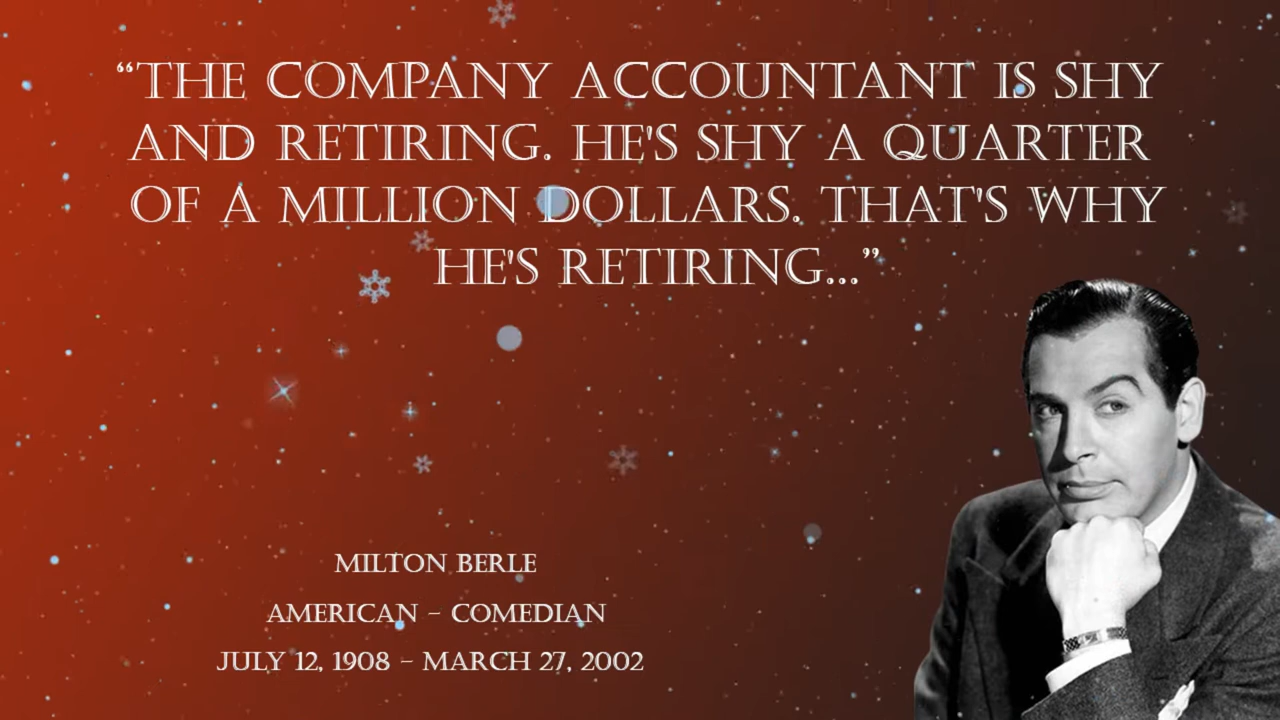 “THE COMPANY ACCOUNTANT IS SHY
AND RETIRING. HE'S SHY A QUARTER
OF A MILLION DOLLARS. THAT'S WHY
HE'S RETIRING...”
MILTON BERLE
AMERICAN - COMEDIAN
JULY 12, 1908 - MARCH 27, 2002